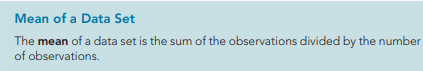 Mean of a Data Set
The mean of a data set is the sum of the observations divided by the number
of observations.